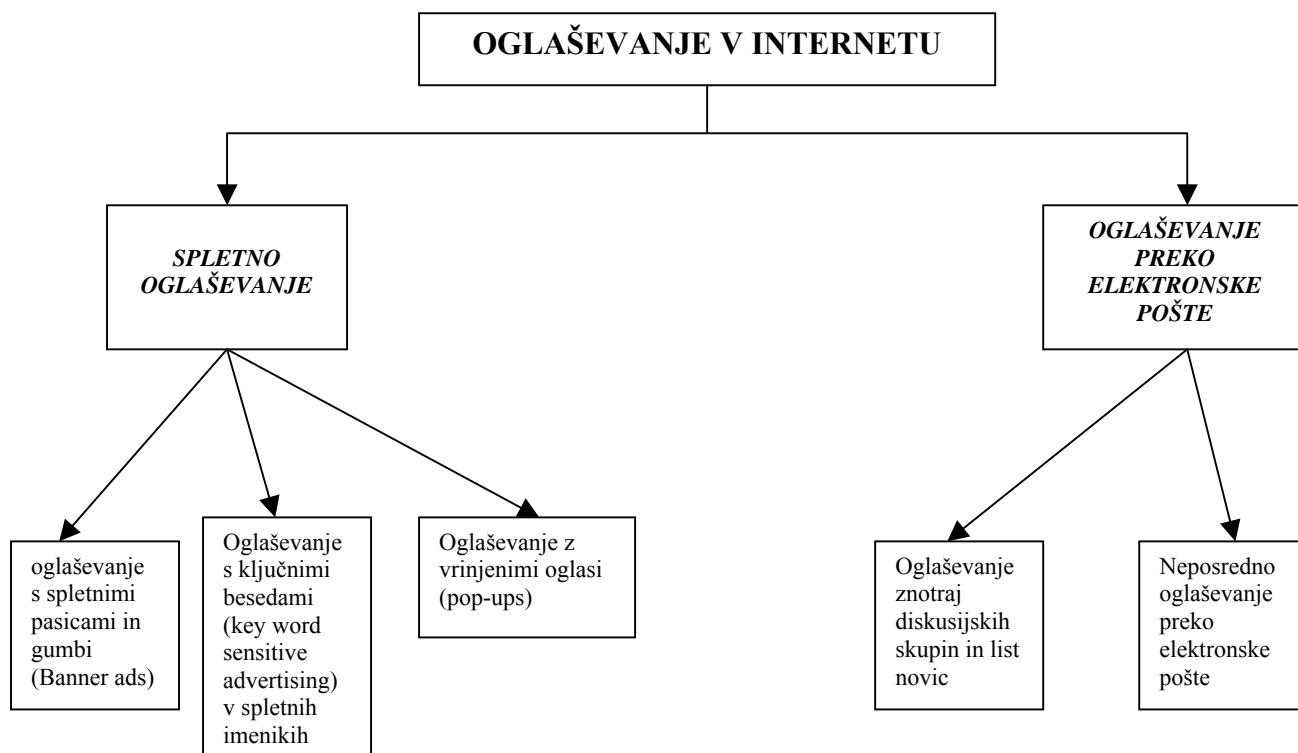 OGLAŠEVANJE V INTERNETU
SPLETNO
OGLAŠEVANJE
OGLAŠEVANJE
PREKO
ELEKTRONSKE
POŠTE
oglaševanje
s spletnimi
pasicami in
gumbi
(Banner ads)
Oglaševanje
s ključnimi
besedami
(key word
sensitive
advertising)
v spletnih
imenikih
Oglaševanje z
vrinjenimi oglasi
(pop-ups)
Oglaševanje
znotraj
diskusijskih
skupin in list
novic
Neposredno
oglaševanje
preko
elektronske
pošte